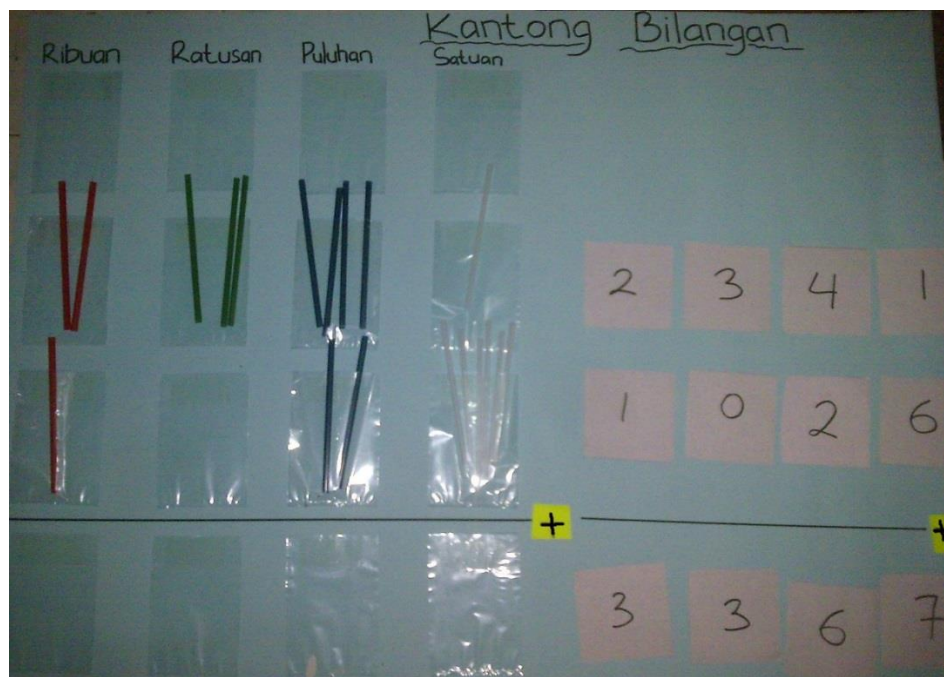 Kantong Bilangan
Ribuan Ratusan Puluhan Satuan
2 3 4 1
1 0 2 6
+ +
3 3 6 7